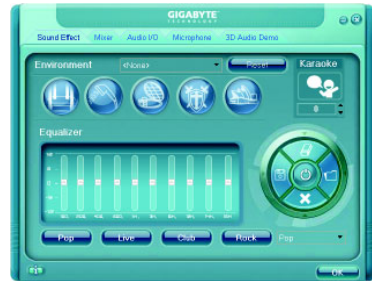 GIGABYTE
TECHNOLOGY
Sound Effect Mixer Audio I/O Microphone 3D Audio Demo
Environment <None> Reset Karaoke
0
Equalizer
Pop Live Club Rock Pop
OK